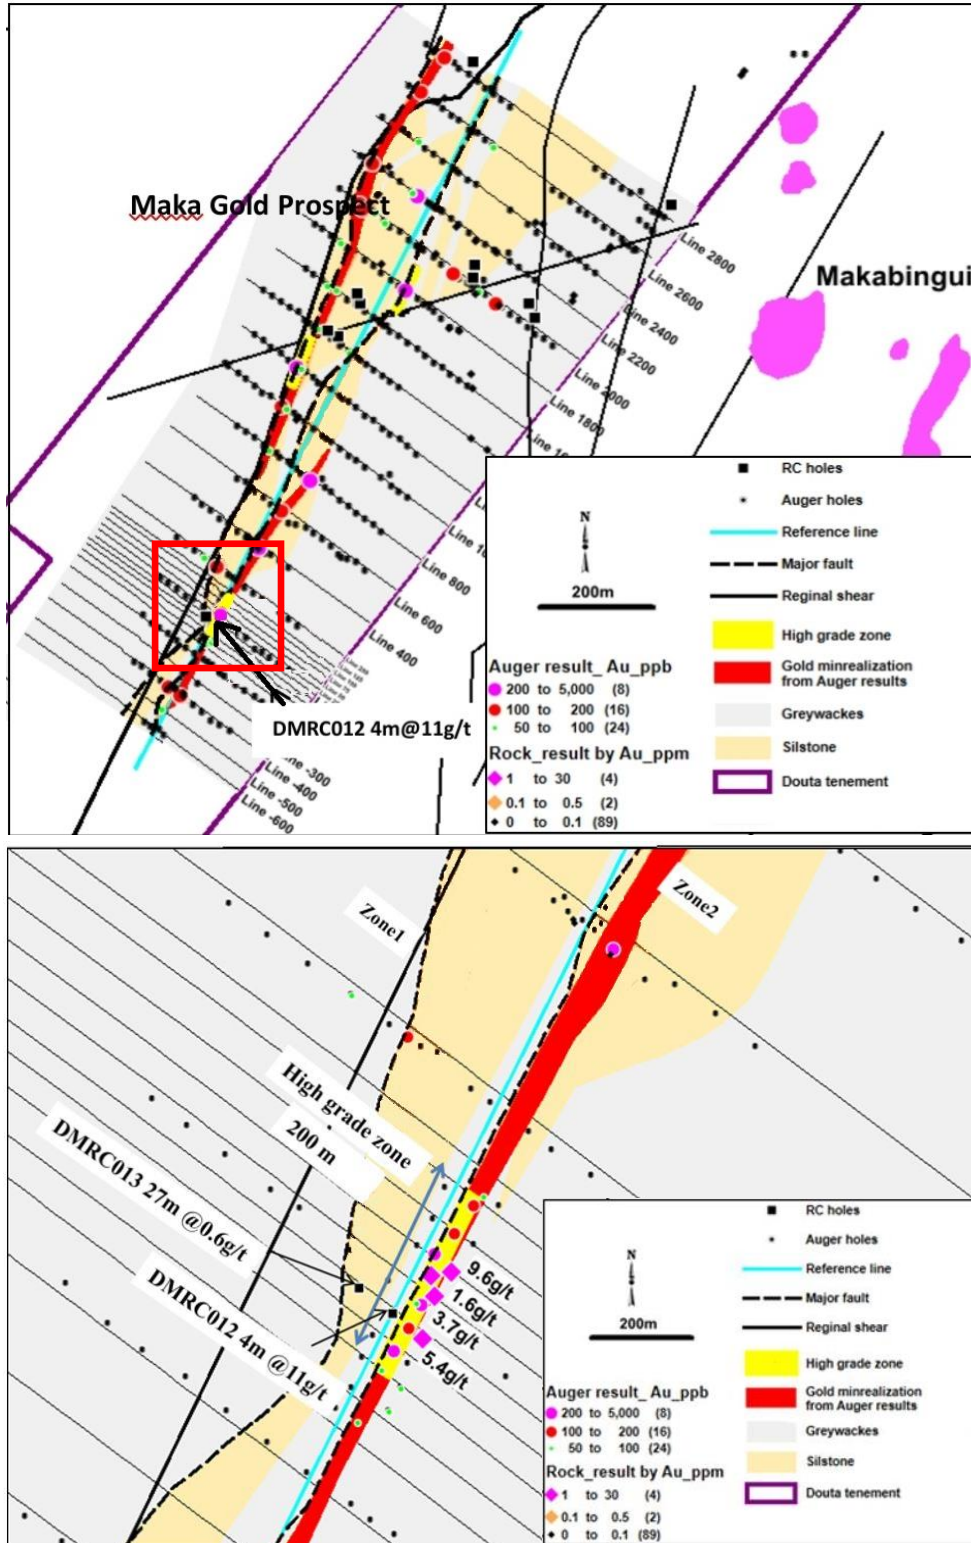 Maka Gold Prospect
Makabingui
Line 2800
Line 2600
Line 2400
Line 2200
Line 2000
Line 1800
Line 800
Line 600
Line 400
DMRC012 4m@11g/t
-300
Line -400
Line -500
Line -600
N
200m
RC holes
Auger holes
Reference line
Major fault
Reginal shear
High grade zone
Gold minrealization
from Auger results
Greywackes
Silstone
Douta tenement
Auger result_ Au_ppb
200 to 5,000 (8)
100 to 200 (16)
50 to 100 (24)
Rock_result by Au_ppm
1 to 30 (4)
0.1 to 0.5 (2)
0 to 0.1 (89)
Zone1
Zone2
High grade zone
200 m
DMRC013 27m @0.6g/t
DMRC012 4m @11g/t
9.6g/t
1.6g/t
3.7g/t
5.4g/t
N
200m
RC holes
Auger holes
Reference line
Major fault
Reginal shear
High grade zone
Gold minrealization
from Auger results
Greywackes
Silstone
Douta tenement
Auger result_ Au_ppb
200 to 5,000 (8)
100 to 200 (16)
50 to 100 (24)
Rock_result by Au_ppm
1 to 30 (4)
0.1 to 0.5 (2)
0 to 0.1 (89)